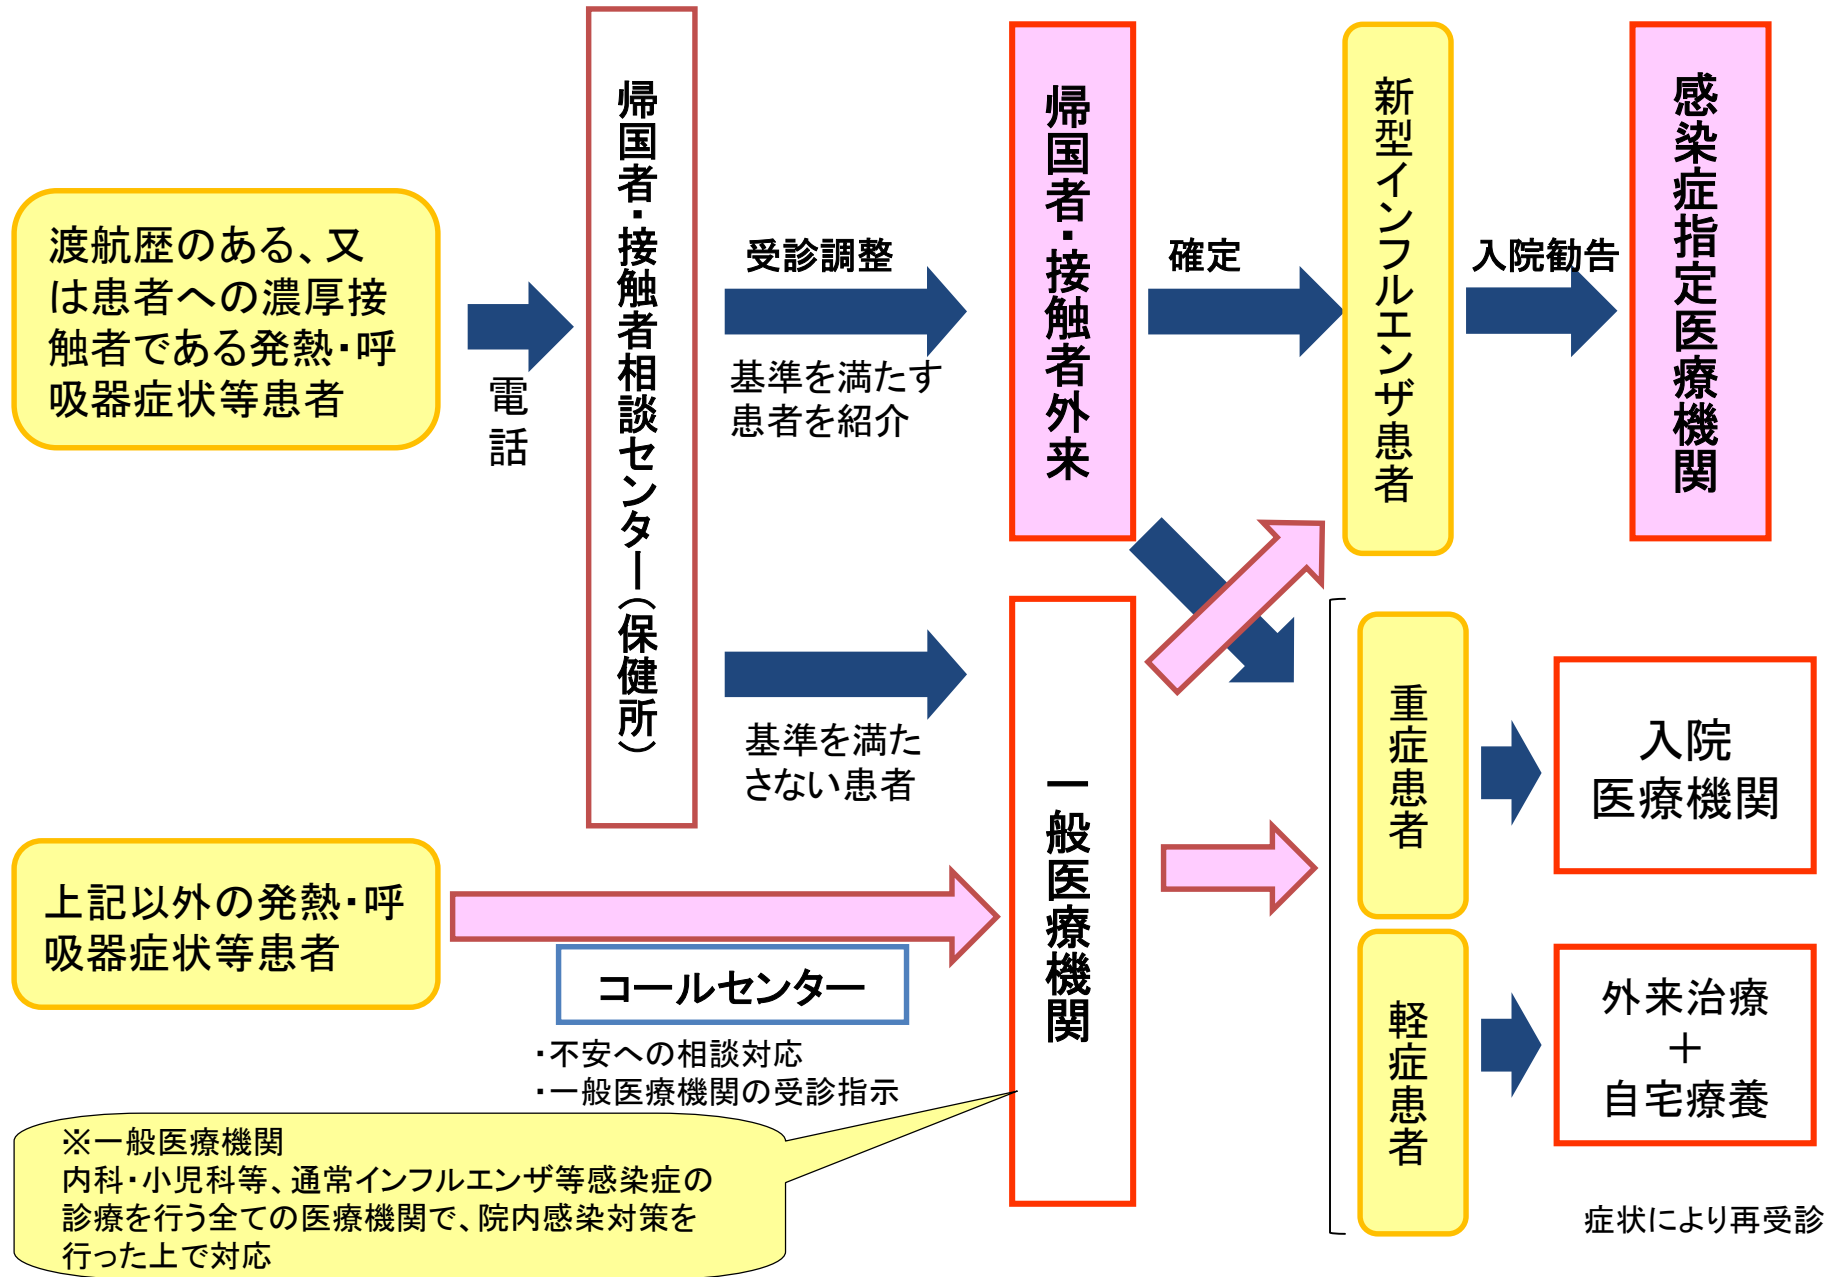 渡航歴のある、又
は患者への濃厚接
触者である発熱・呼
吸器症状等患者
電
話
帰国者・接触者相談センター（保健所）
受診調整
基準を満たす
患者を紹介
帰国者・接触者外来
確定
新型インフルエンザ患者
入院勧告
感染症指定医療機関
基準を満た
さない患者
上記以外の発熱・呼
吸器症状等患者
コールセンター
・不安への相談対応
・一般医療機関の受診指示
一般医療機関
重症患者
入院
医療機関
軽症患者
外来治療
＋
自宅療養
症状により再受診
※一般医療機関
内科・小児科等、通常インフルエンザ等感染症の
診療を行う全ての医療機関で、院内感染対策を
行った上で対応